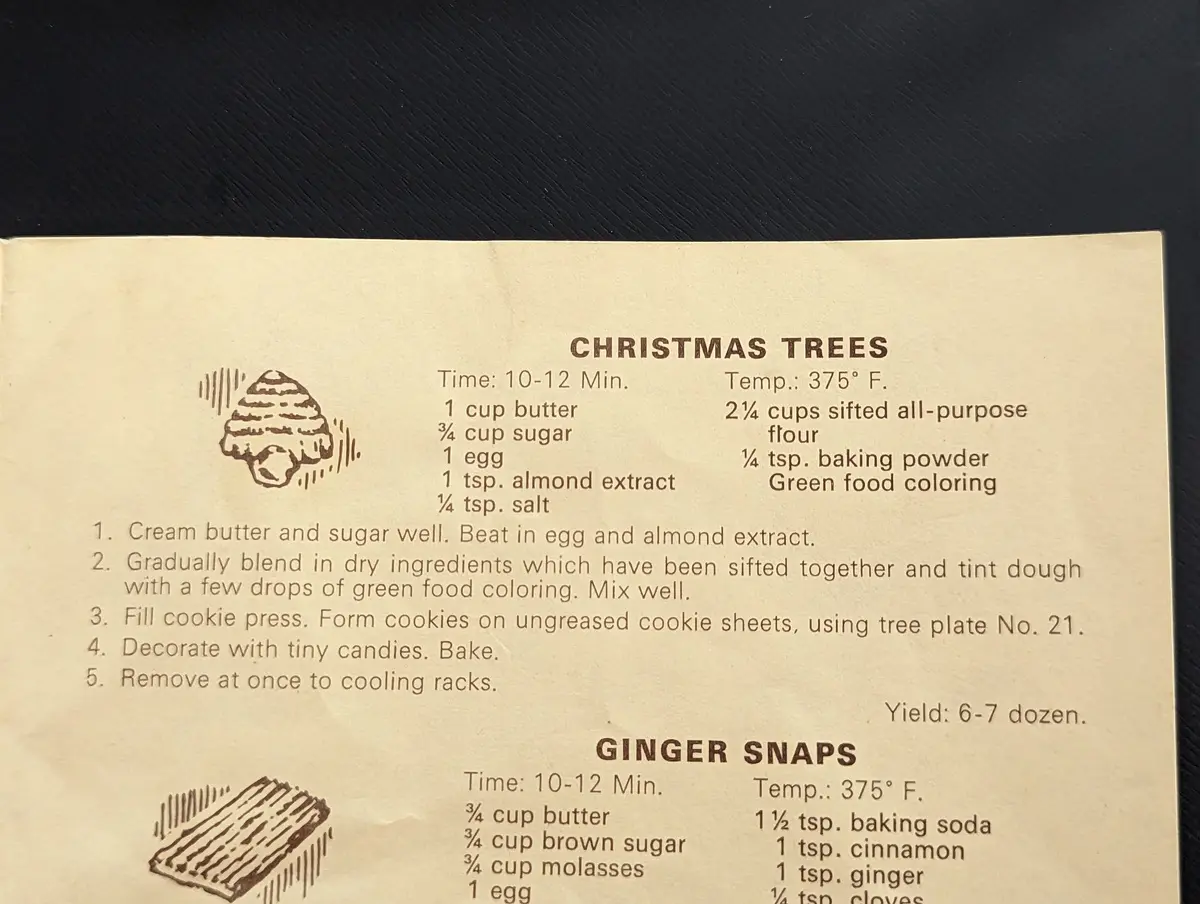 CHRISTMAS TREES
Time: 10-12 Min.
Temp.: 375° F.
1 cup butter
¾ cup sugar
1 egg
1 tsp. almond extract
¼ tsp. salt
2¼ cups sifted all-purpose
flour
¼ tsp. baking powder
Green food coloring
1. Cream butter and sugar well. Beat in egg and almond extract.
2. Gradually blend in dry ingredients which have been sifted together and tint dough
with a few drops of green food coloring. Mix well.
3. Fill cookie press. Form cookies on ungreased cookie sheets, using tree plate No. 21.
4. Decorate with tiny candies. Bake.
5. Remove at once to cooling racks.
Yield: 6-7 dozen.
GINGER SNAPS
Time: 10-12 Min.
Temp.: 375° F.
¾ cup butter
¾ cup brown sugar
¾ cup molasses
1 egg
1½ tsp. baking soda
1 tsp. cinnamon
1 tsp. ginger
¼ tsp. cloves